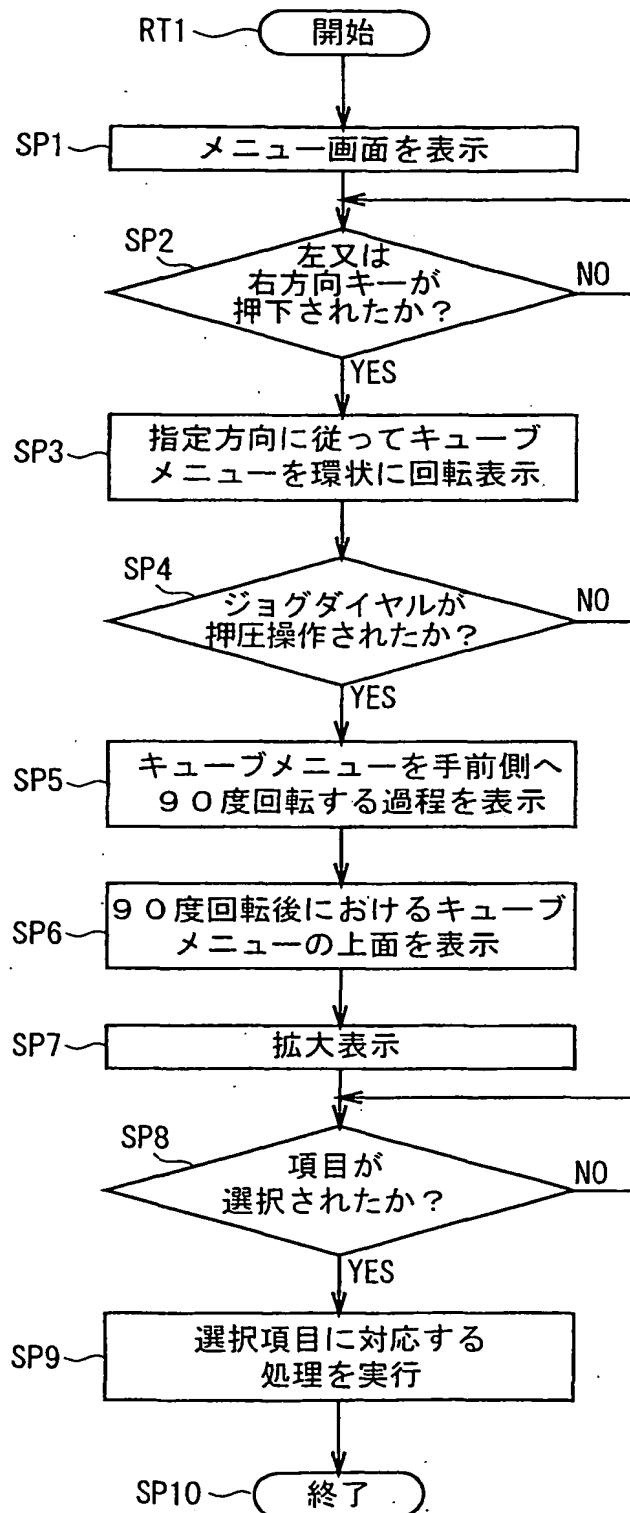 RT1
開始
SP1
メニュー画面を表示
SP2
左又は
右方向キーが
押下されたか?
NO
YES
SP3
指定方向に従ってキューブ
メニューを環状に回転表示
SP4
ジョグダイヤルが
押圧操作されたか?
NO
YES
SP5
キューブメニューを手前側へ
90度回転する過程を表示
SP6
90度回転後におけるキューブ
メニューの上面を表示
SP7
拡大表示
SP8
項目が
選択されたか?
NO
YES
SP9
選択項目に対応する
処理を実行
SP10
終了